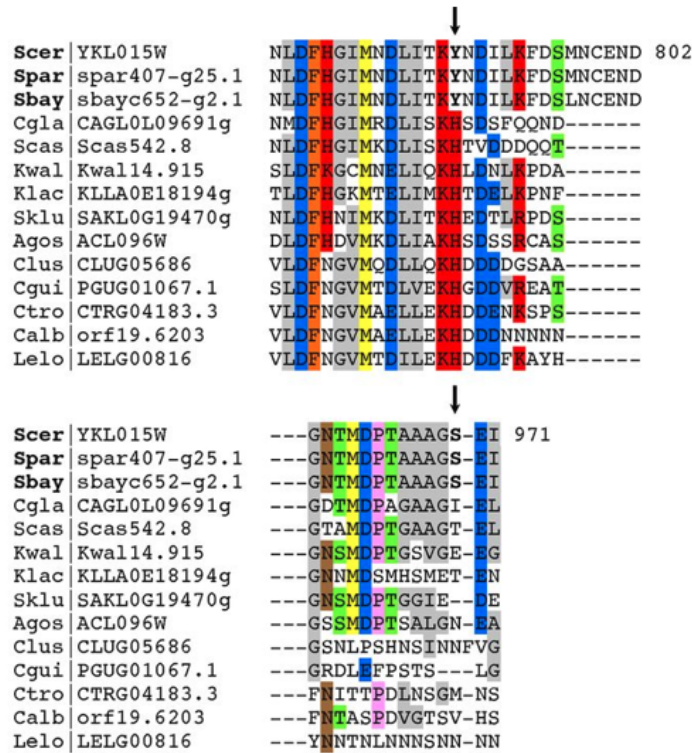 Scer|YKL015W NLDFHGIMNDLITKYNDILKFDSMNCEND 802
Spar|spar407-g25.1 NLDFHGIMNDLITKYNDILKFDSMNCEND
Sbay|sbayc652-g2.1 NLDFHGIMNDLITKYNDILKFDSLNCEND
Cgla|CAGL0L09691g NMDFHGIMRDLISKHSDSFQQND------
Scas|Scas542.8 NLDFHGIMKDLISKHTVDDDQQT------
Kwal|Kwal14.915 SLDFKGCMNELIQKHLDNLKPDA------
Klac|KLLA0E18194g TLDFHGKMTELIMKHTDELKPNF------
Sklu|SAKL0G19470g NLDFHNIMKDLITKHEDTLRPDS------
Agos|ACL096W DLDFHDVMKDLIAKHSDSSRCAS------
Clus|CLUG05686 VLDFNGVMQDLLQKHDDDDGSAA------
Cgui|PGUG01067.1 SLDFNGVMTDLVEKHGDDVREAT------
Ctro|CTRG04183.3 VLDFNGVMAELLEKHDDENKSPS------
Calb|orf19.6203 VLDFNGVMAELLEKHDDDNNNNN------
Lelo|LELG00816 VLDFNGVMTDILEKHDDDFKAYH------
Scer|YKL015W ---GNTMDPTAAAGS-EI 971
Spar|spar407-g25.1 ---GNTMDPTAAAGS-EI
Sbay|sbayc652-g2.1 ---GNTMDPTAAAGS-EI
Cgla|CAGL0L09691g ---GDTMDPAGAAGI-EL
Scas|Scas542.8 ---GTAMDPTGAAGT-EL
Kwal|Kwal14.915 ---GNSMDPTGSVGE-EG
Klac|KLLA0E18194g ---GNNMDSMHSMET-EN
Sklu|SAKL0G19470g ---GNSMDPTGGIE--DE
Agos|ACL096W ---GSSMDPTSALGN-EA
Clus|CLUG05686 ---GSNLPSHNSINNFVG
Cgui|PGUG01067.1 ---GRDLEFPSTS---LG
Ctro|CTRG04183.3 ---FNITTPDLNSGM-NS
Calb|orf19.6203 ---FNTASPDVGTSV-HS
Lelo|LELG00816 ---YNNTNLNNNSNN-NN